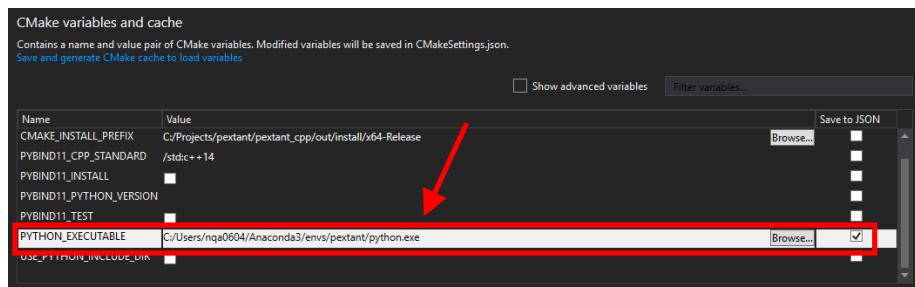 CMake variables and cache
Contains a name and value pair of CMake variables. Modified variables will be saved in CMakeSettings.json.
Save and generate CMake cache to load variables
Show advanced variables Filter variables...
Name Value Save to JSON
CMAKE_INSTALL_PREFIX C:/Projects/pextant/pextant_cpp/out/install/x64-Release Browse...
PYBIND11_CPP_STANDARD /std:c++14
PYBIND11_INSTALL
PYBIND11_PYTHON_VERSION
PYBIND11_TEST
PYTHON_EXECUTABLE C:/Users/nqa0604/Anaconda3/envs/pextant/python.exe Browse...
USE_PYTHON_INCLUDE_DIR